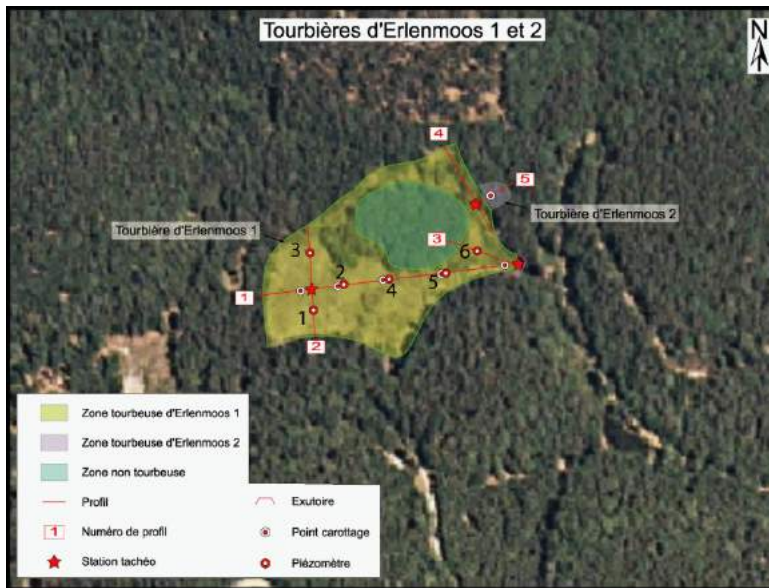 Tourbières d'Erlenmoos 1 et 2
N
4
5
Tourbière d'Erlenmoos 2
Tourbière d'Erlenmoos 1
3
3
6
2
4
5
1
1
2
Zone tourbeuse d'Erlenmoos 1
Zone tourbeuse d'Erlenmoos 2
Zone non tourbeuse
Profil
Exutoire
1 Numéro de profil
Point carottage
Station tachéo
Piézomètre